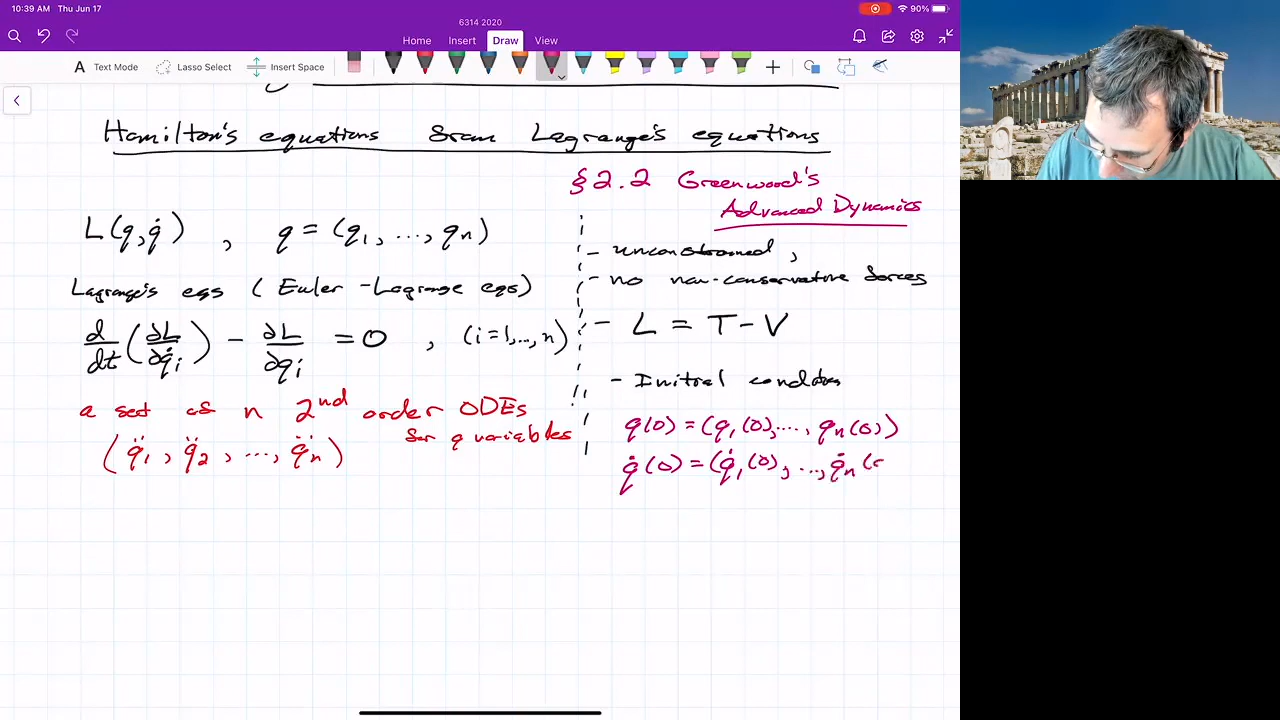 10:39 AM Thu Jun 17
90%
6314 2020
Home Insert Draw View
Text Mode Lasso Select Insert Space
Hamilton's equations from Lagrange's equations
§2.2 Greenwood's
Advanced Dynamics
L(q,q̇) , q = (q₁, ..., qₙ)
Lagrange's eqs (Euler-Lagrange eqs)
d/dt (∂L/∂q̇ᵢ) - ∂L/∂qᵢ = 0 , (i=1,...,n)
a set of n 2nd order ODEs
for q variables
(q̈₁, q̈₂, ..., q̈ₙ)
- unconstrained,
- no non-conservative forces
- L = T - V
- Initial conditions
q(0) = (q₁(0),...., qₙ(0))
q̇(0) = (q̇₁(0), ..., q̇ₙ(